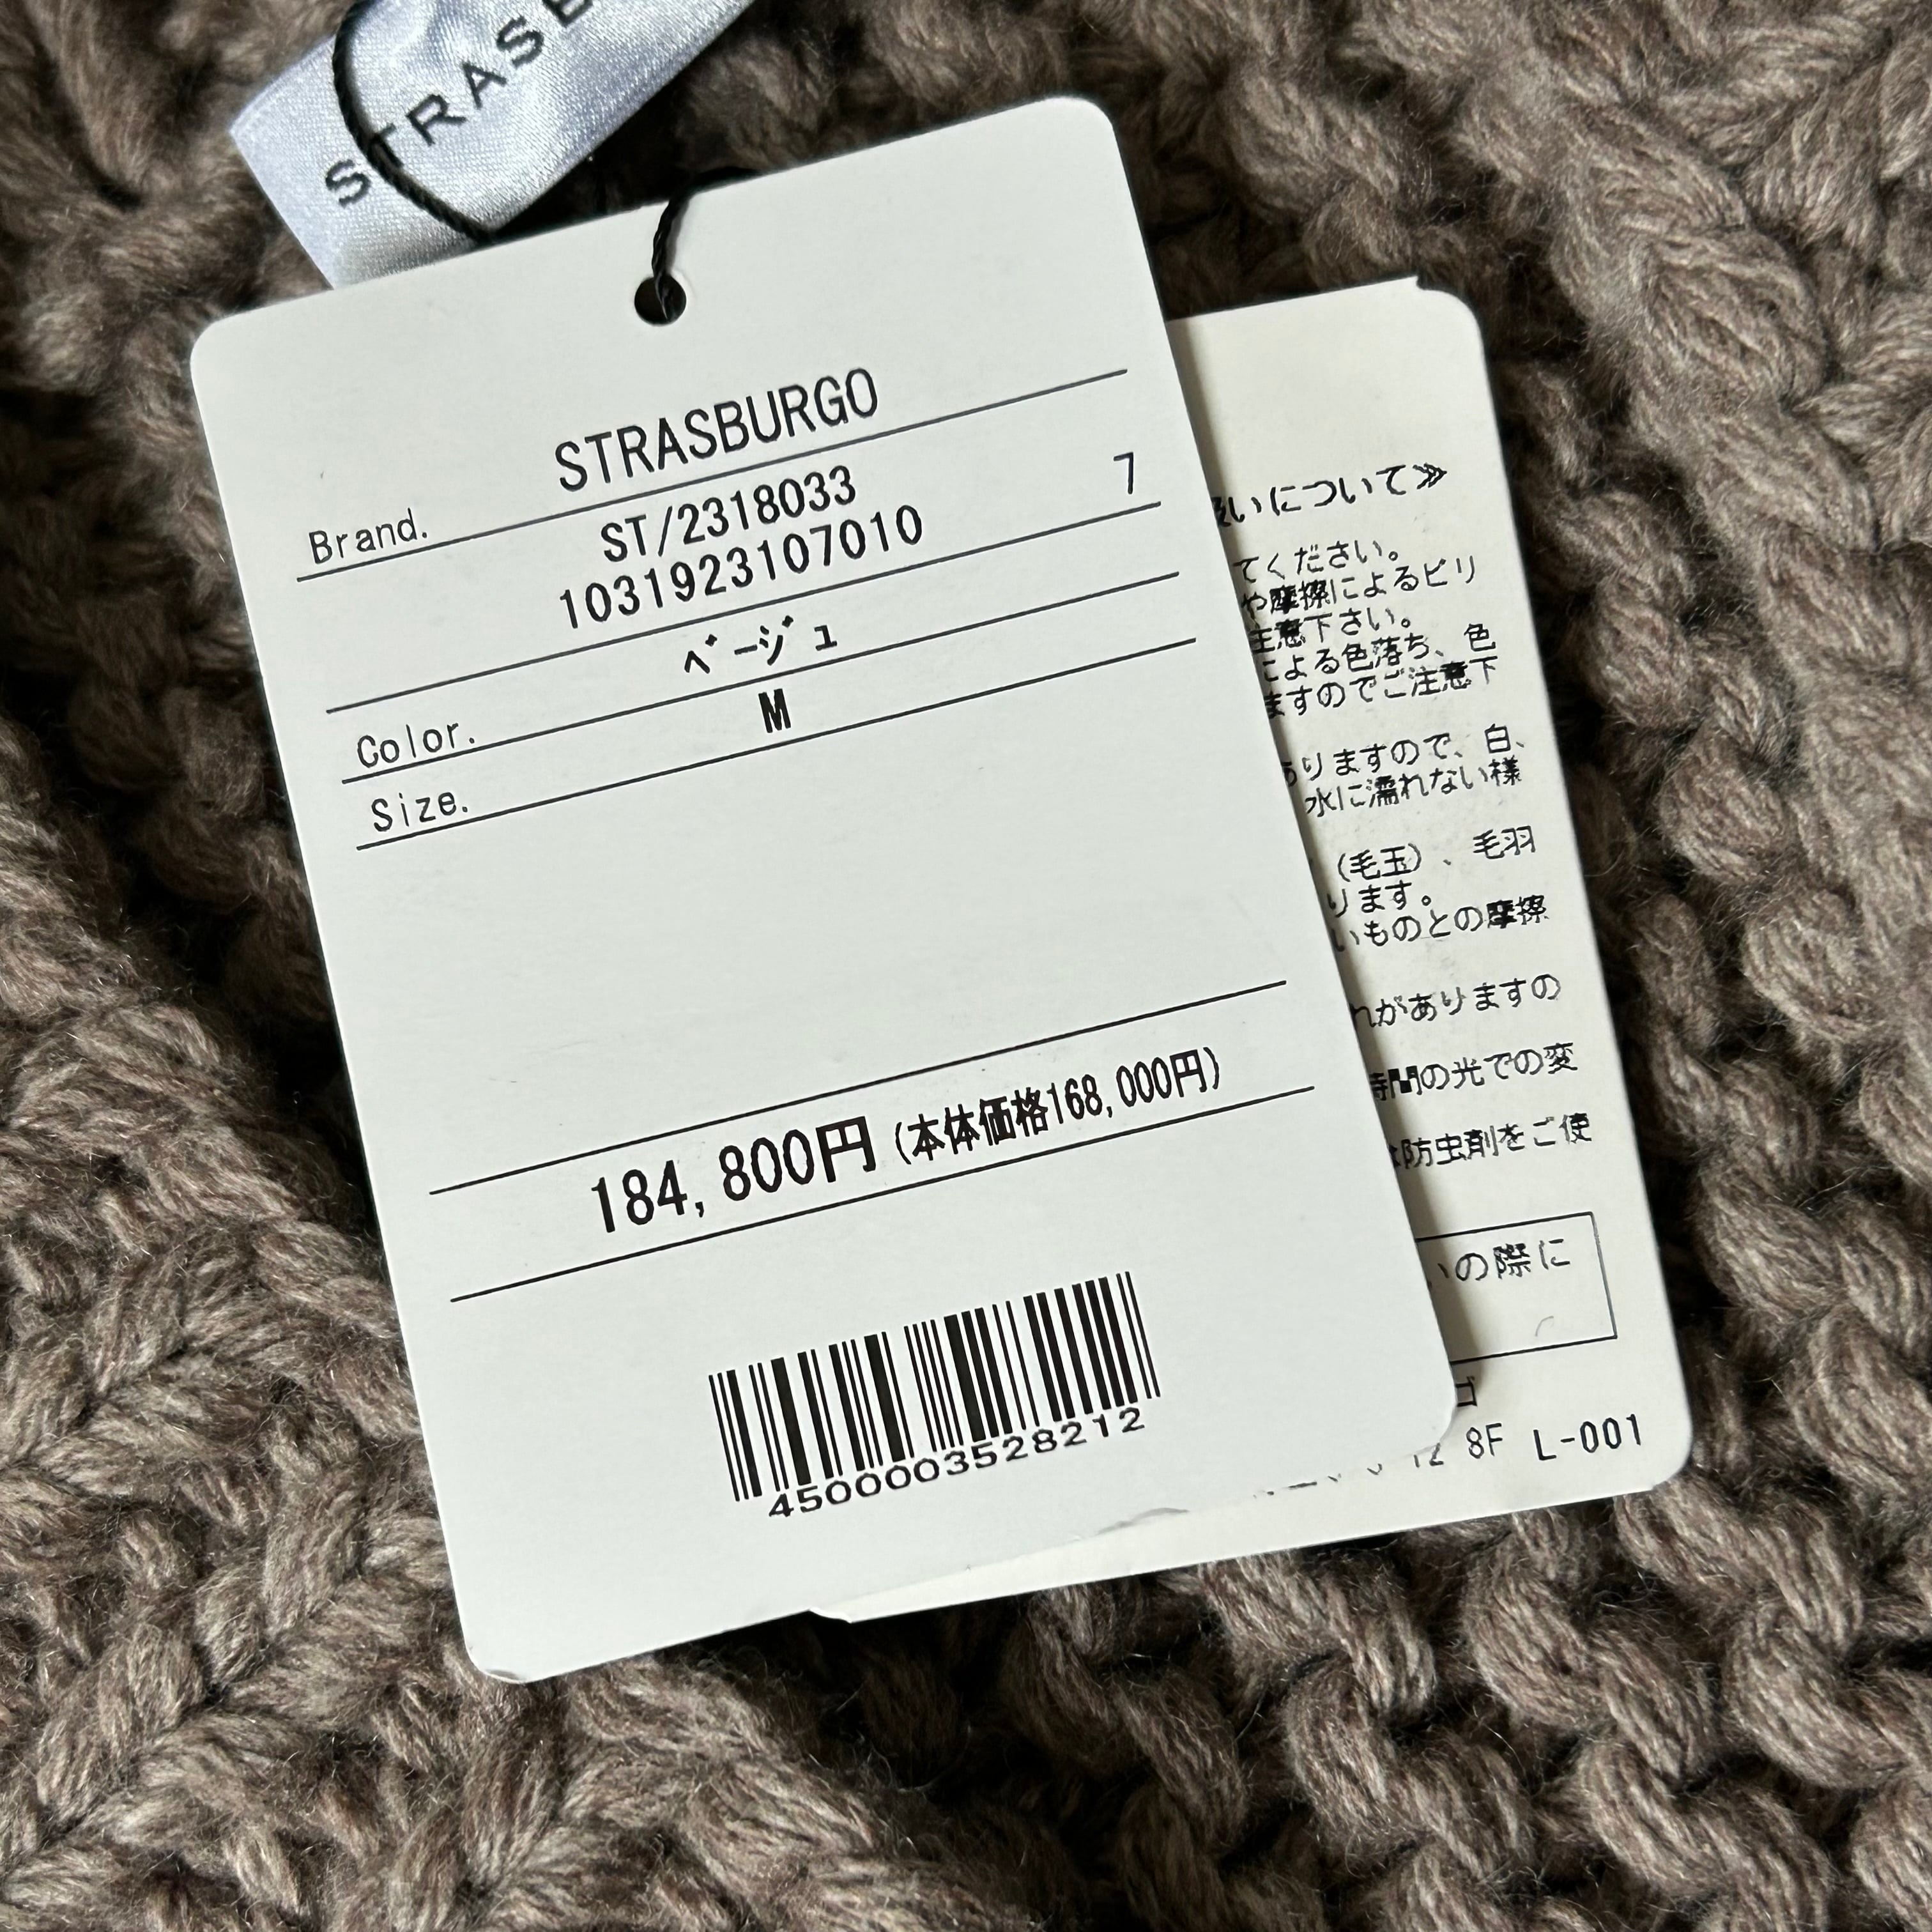 STRASB
Brand. STRASBURGO
ST/2318033 7
1031923107010
Color. ベージュ
Size. M
184,800円 (本体価格168,000円)
4500003528212
いについて≫
てください。
や摩擦によるピリ
注意下さい。
による色落ち、色
ますのでご注意下
ありますので、白、
水に濡れない様
(毛玉)、毛羽
ります。
いものとの摩擦
れがありますの
時間の光での変
防虫剤をご使
いの際に
ゴ
8F L-001